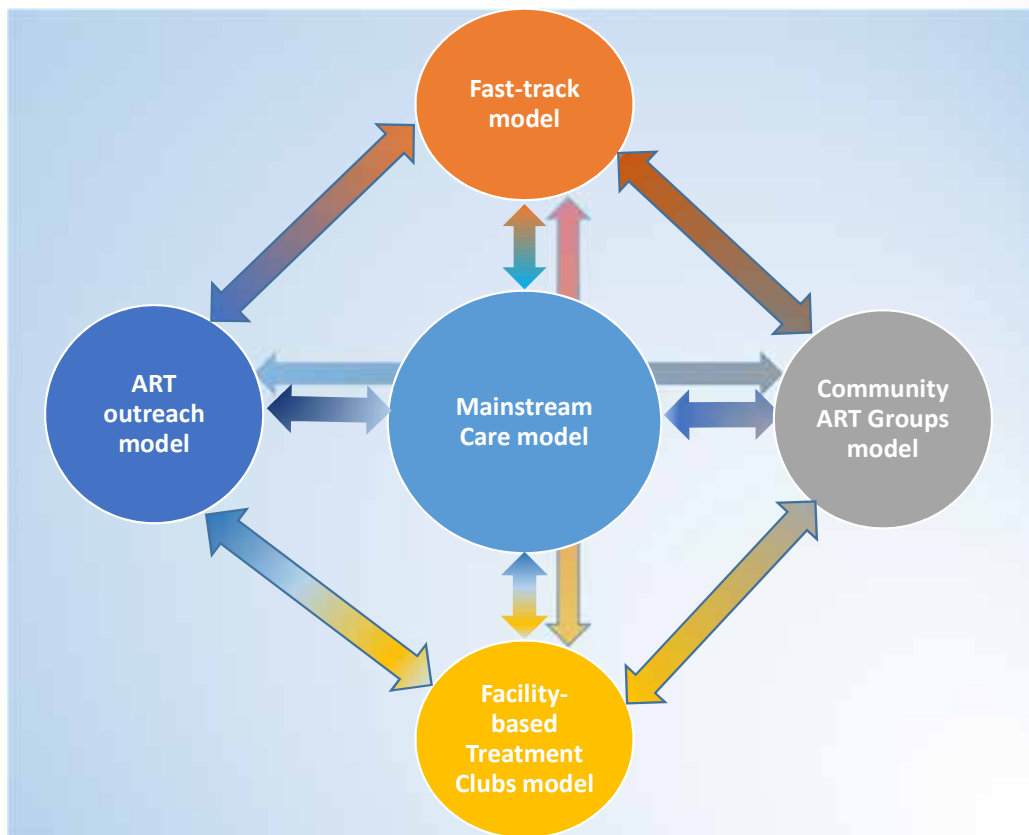 Fast-track
model
ART
outreach
model
Mainstream
Care model
Community
ART Groups
model
Facility-
based
Treatment
Clubs model